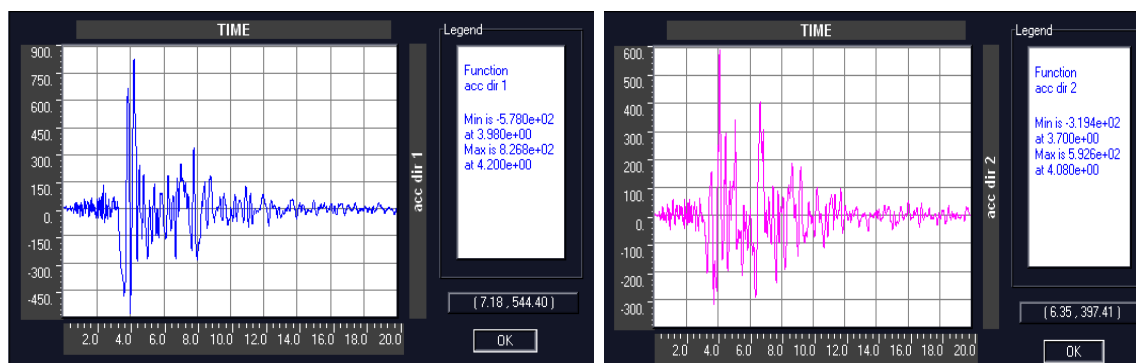 TIME
900.
750.
600.
450.
300.
150.
0.
-150.
-300.
-450.
2.0 4.0 6.0 8.0 10.0 12.0 14.0 16.0 18.0 20.0
acc dir 1
Legend
Function
acc dir 1
Min is -5.780e+02
at 3.980e+00
Max is 8.268e+02
at 4.200e+00
( 7.18 , 544.40 )
OK
TIME
600.
500.
400.
300.
200.
100.
0.
-100.
-200.
-300.
2.0 4.0 6.0 8.0 10.0 12.0 14.0 16.0 18.0 20.0
acc dir 2
Legend
Function
acc dir 2
Min is -3.194e+02
at 3.700e+00
Max is 5.926e+02
at 4.080e+00
( 6.35 , 397.41 )
OK